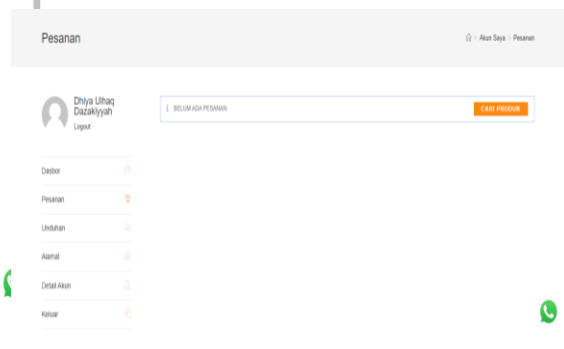 Pesanan
Akun Saya > Pesanan
Dhiya Ulhaq
Dazakiyyah
Logout
BELUM ADA PESANAN
CARI PRODUK
Dasbor
Pesanan
Unduhan
Alamat
Detail Akun
Keluar